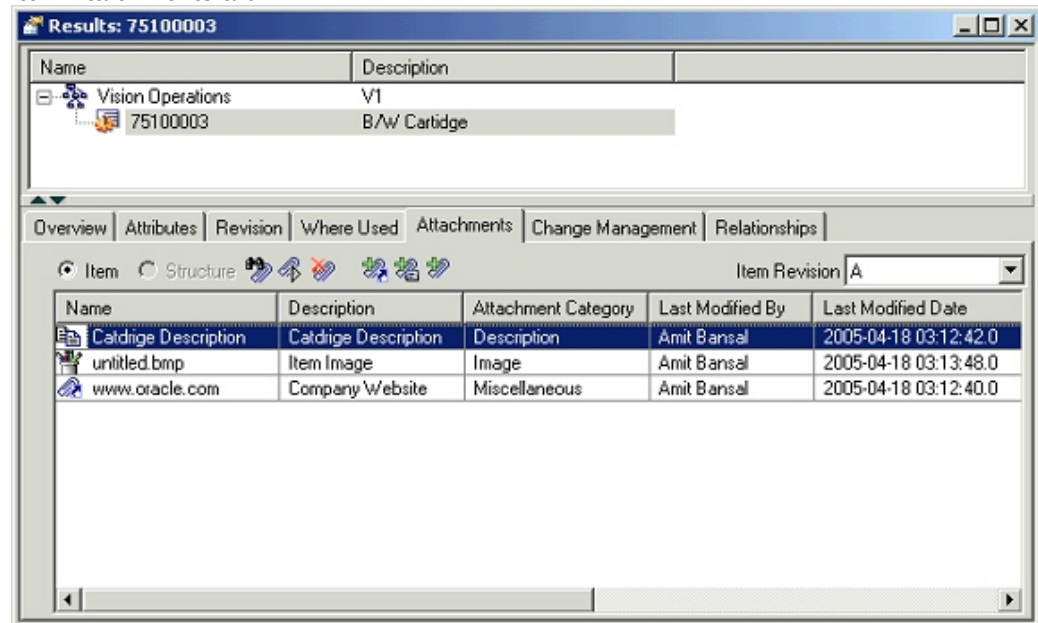 Results: 75100003
Name Description
Vision Operations V1
75100003 B/W Cartidge
Overview Attributes Revision Where Used Attachments Change Management Relationships
Item Structure Item Revision A
Name Description Attachment Category Last Modified By Last Modified Date
Catdrige Description Catdrige Description Description Amit Bansal 2005-04-18 03:12:42.0
untitled.bmp Item Image Image Amit Bansal 2005-04-18 03:13:48.0
www.oracle.com Company Website Miscellaneous Amit Bansal 2005-04-18 03:12:40.0